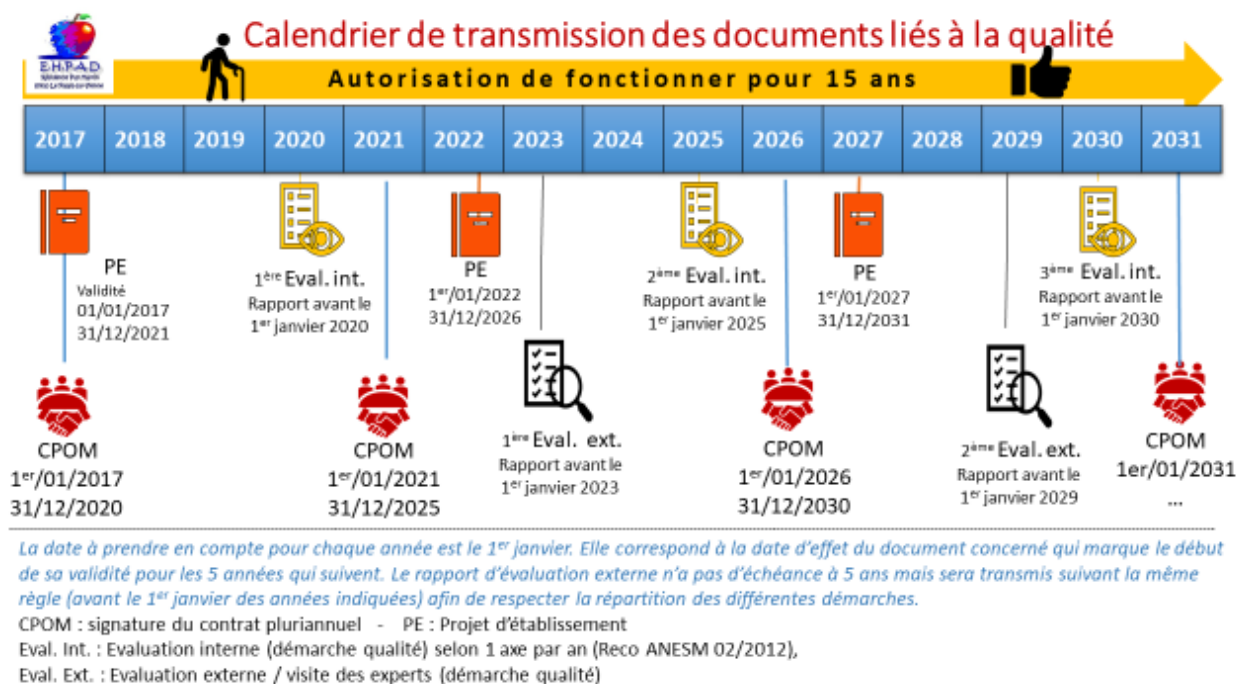 Calendrier de transmission des documents liés à la qualité
E.H.P.A.D.
Autorisation de fonctionner pour 15 ans
2017 2018 2019 2020 2021 2022 2023 2024 2025 2026 2027 2028 2029 2030 2031
PE
Validité
01/01/2017
31/12/2021
1ère Eval. int.
Rapport avant le
1er janvier 2020
PE
1er/01/2022
31/12/2026
2ème Eval. int.
Rapport avant le
1er janvier 2025
PE
1er/01/2027
31/12/2031
3ème Eval. int.
Rapport avant le
1er janvier 2030
CPOM
1er/01/2017
31/12/2020
CPOM
1er/01/2021
31/12/2025
1ère Eval. ext.
Rapport avant le
1er janvier 2023
CPOM
1er/01/2026
31/12/2030
2ème Eval. ext.
Rapport avant le
1er janvier 2029
CPOM
1er/01/2031
...
La date à prendre en compte pour chaque année est le 1er janvier. Elle correspond à la date d'effet du document concerné qui marque le début
de sa validité pour les 5 années qui suivent. Le rapport d'évaluation externe n'a pas d'échéance à 5 ans mais sera transmis suivant la même
règle (avant le 1er janvier des années indiquées) afin de respecter la répartition des différentes démarches.
CPOM : signature du contrat pluriannuel - PE : Projet d'établissement
Eval. Int. : Evaluation interne (démarche qualité) selon 1 axe par an (Reco ANESM 02/2012),
Eval. Ext. : Evaluation externe / visite des experts (démarche qualité)